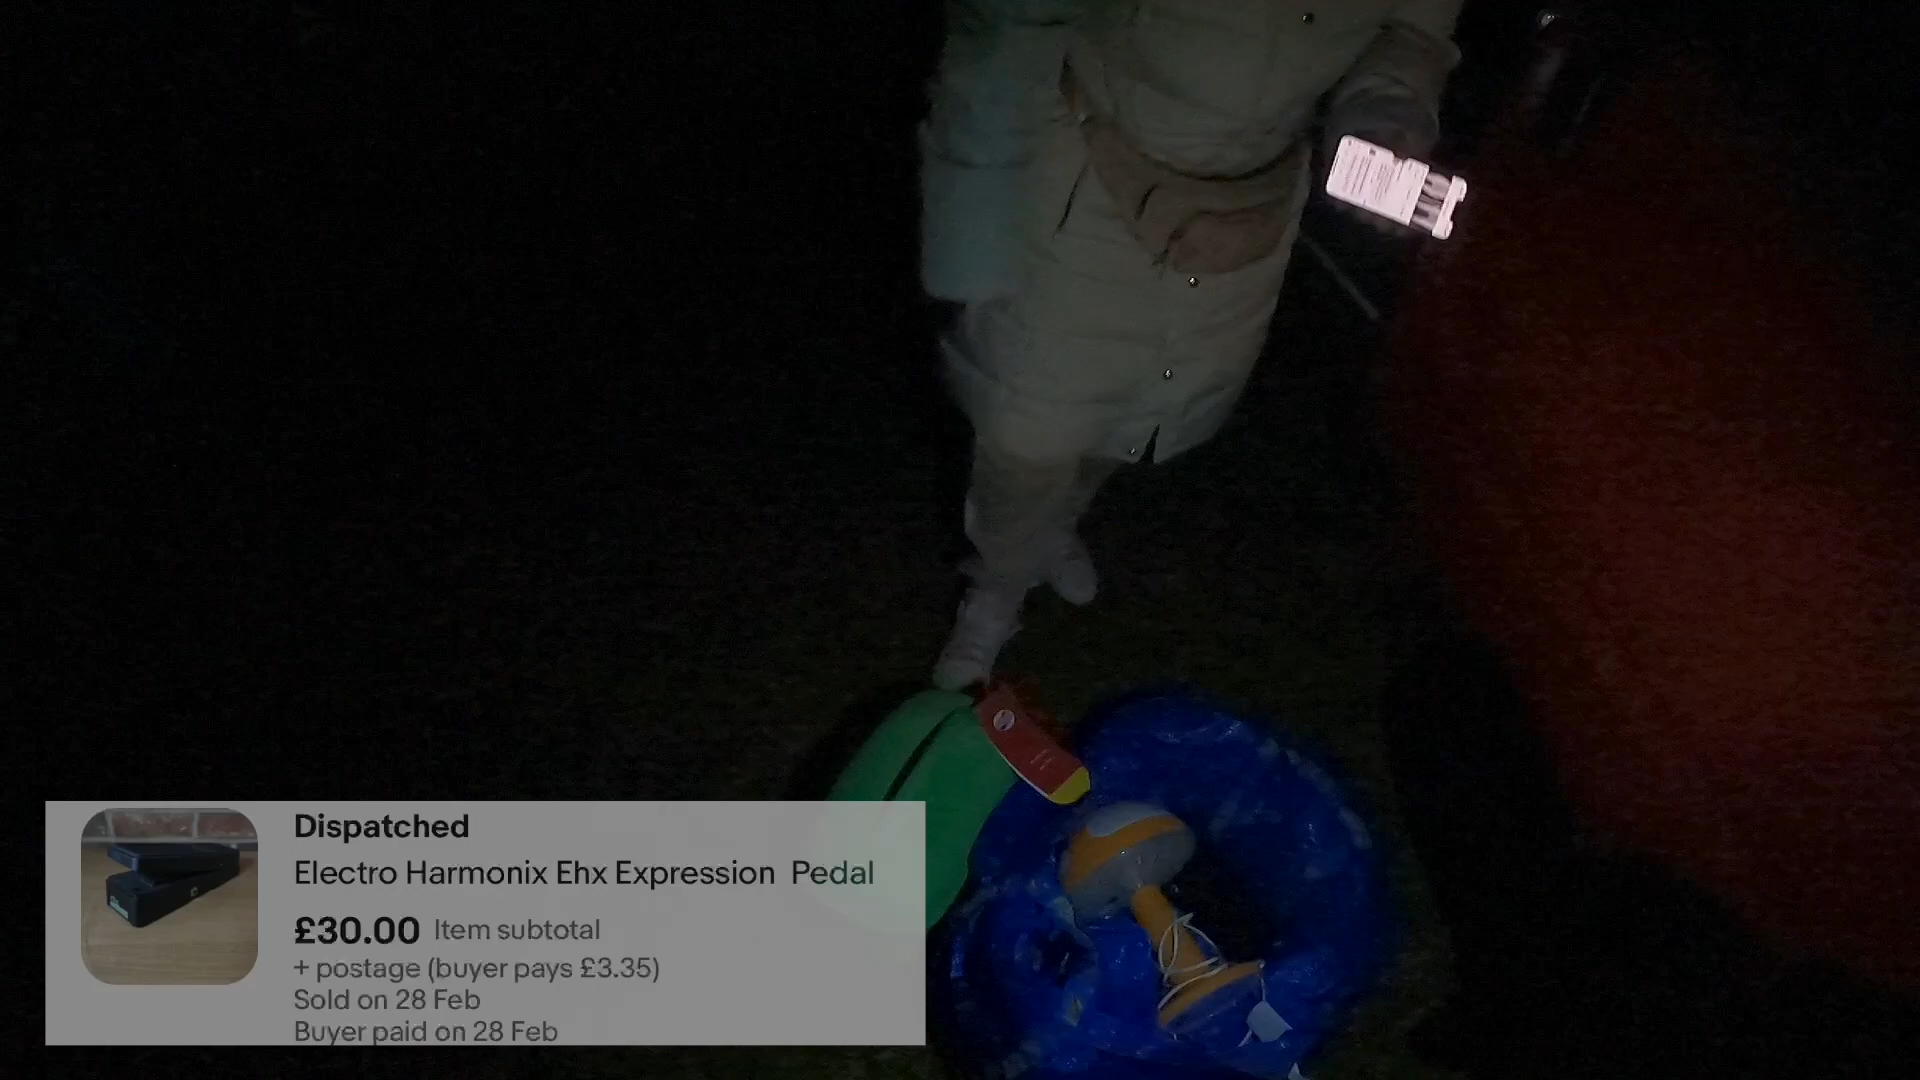 Dispatched
Electro Harmonix Ehx Expression Pedal
£30.00 Item subtotal
+ postage (buyer pays £3.35)
Sold on 28 Feb
Buyer paid on 28 Feb